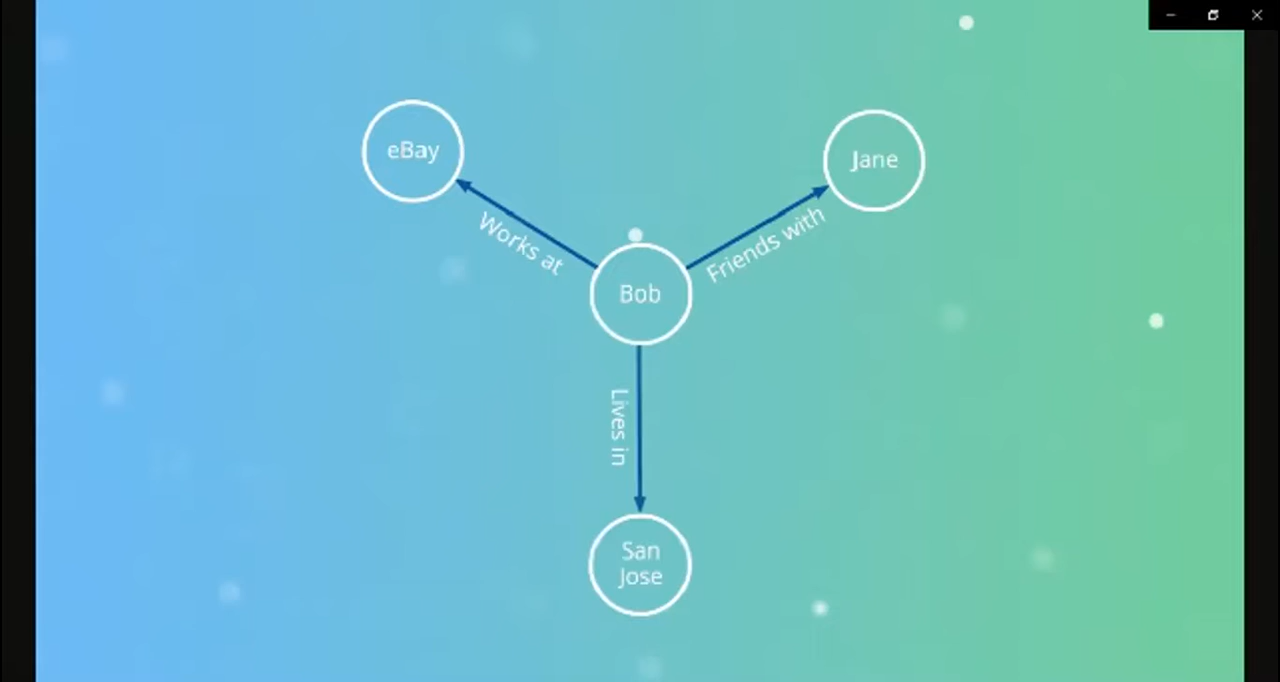 eBay
Jane
Works at
Friends with
Bob
Lives in
San
Jose